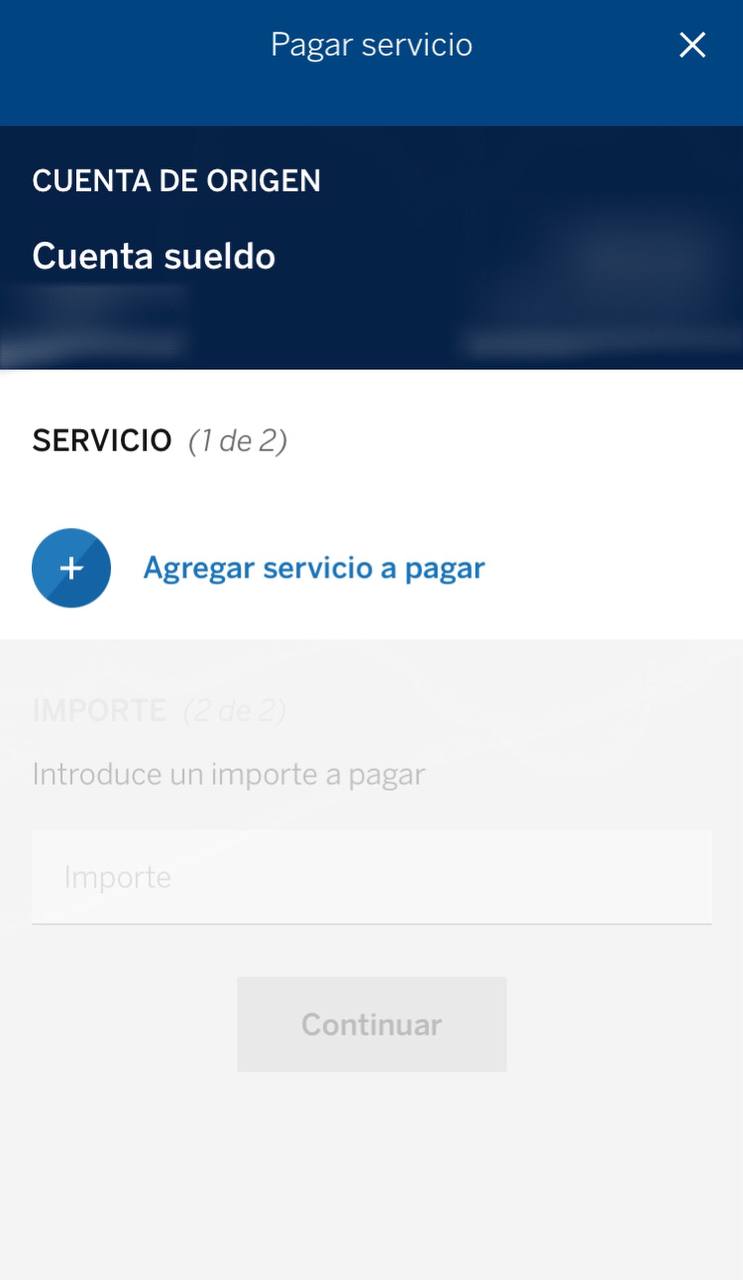 Pagar servicio
CUENTA DE ORIGEN
Cuenta sueldo
SERVICIO (1 de 2)
Agregar servicio a pagar
IMPORTE (2 de 2)
Introduce un importe a pagar
Importe
Continuar